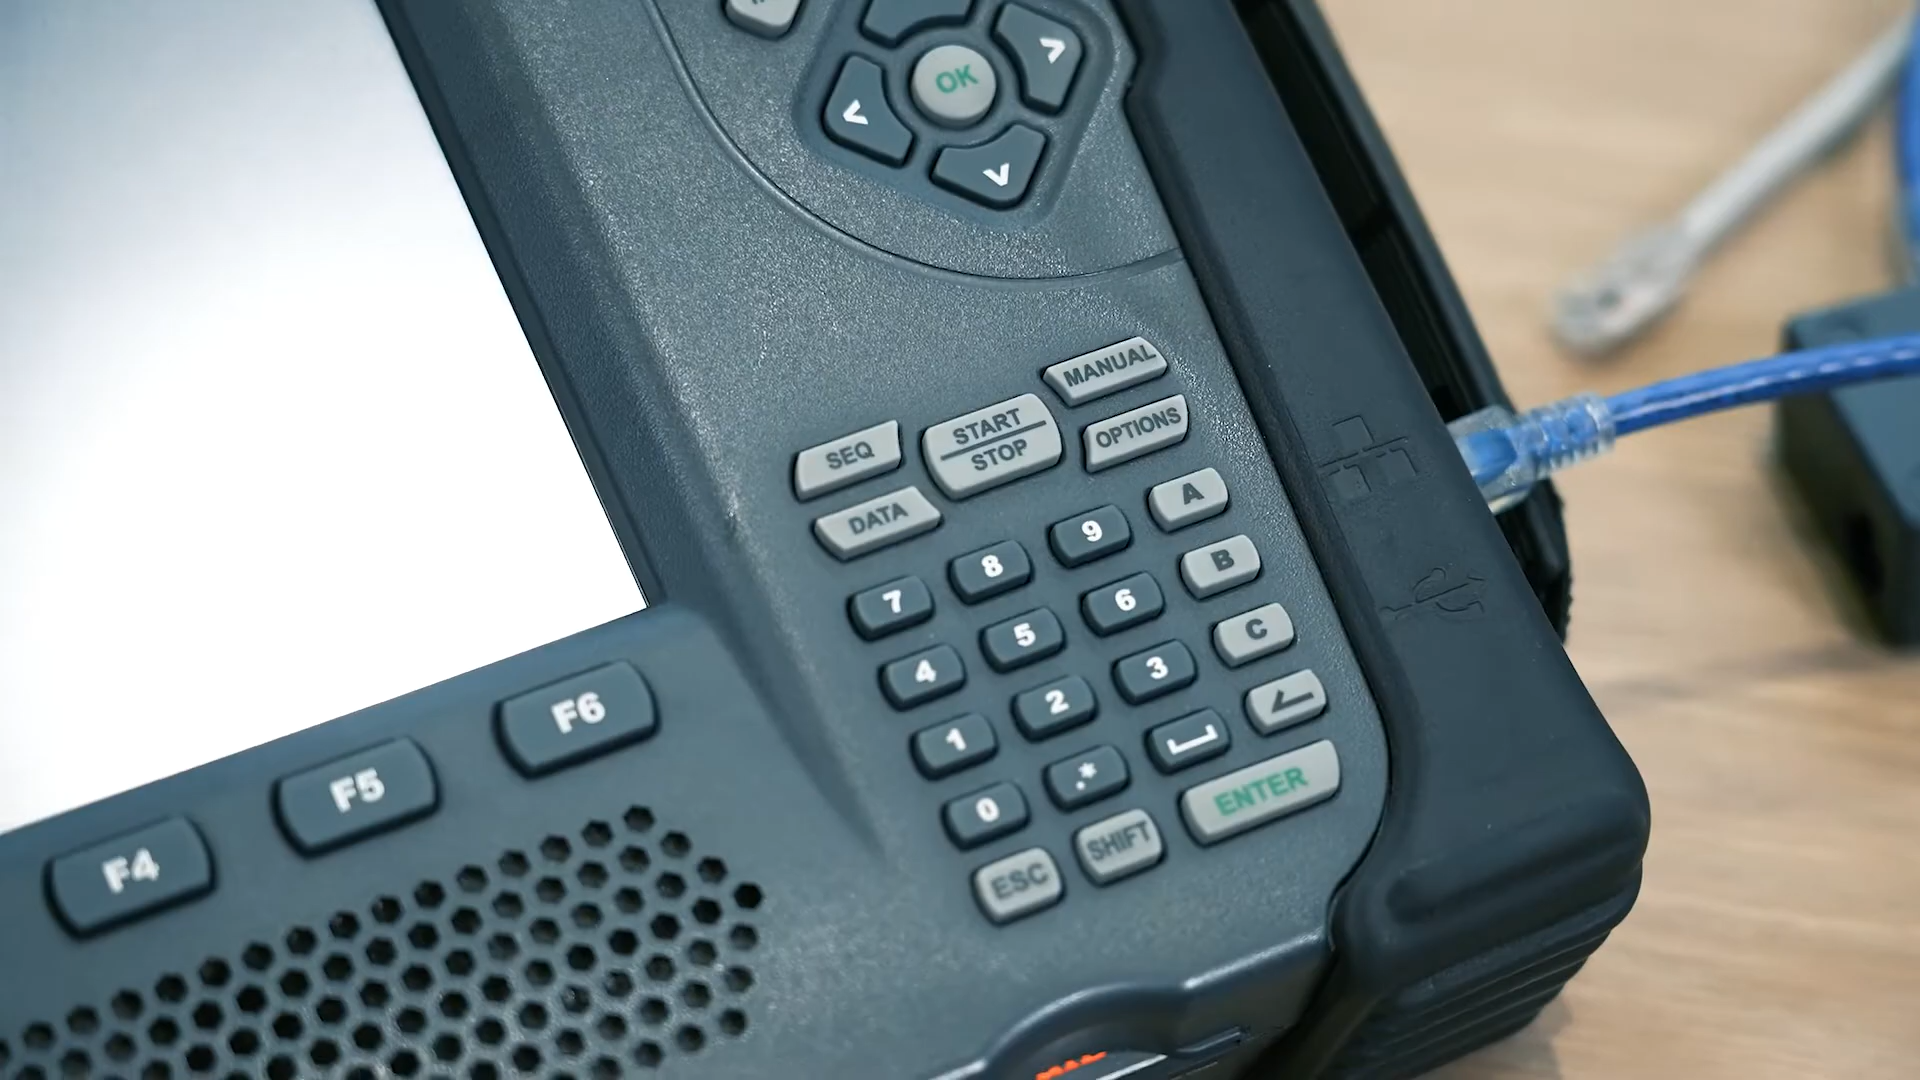 OK
MANUAL
SEQ
START
STOP
OPTIONS
DATA
7
8
9
A
4
5
6
B
1
2
3
C
0
.*
ENTER
ESC
SHIFT
F4
F5
F6